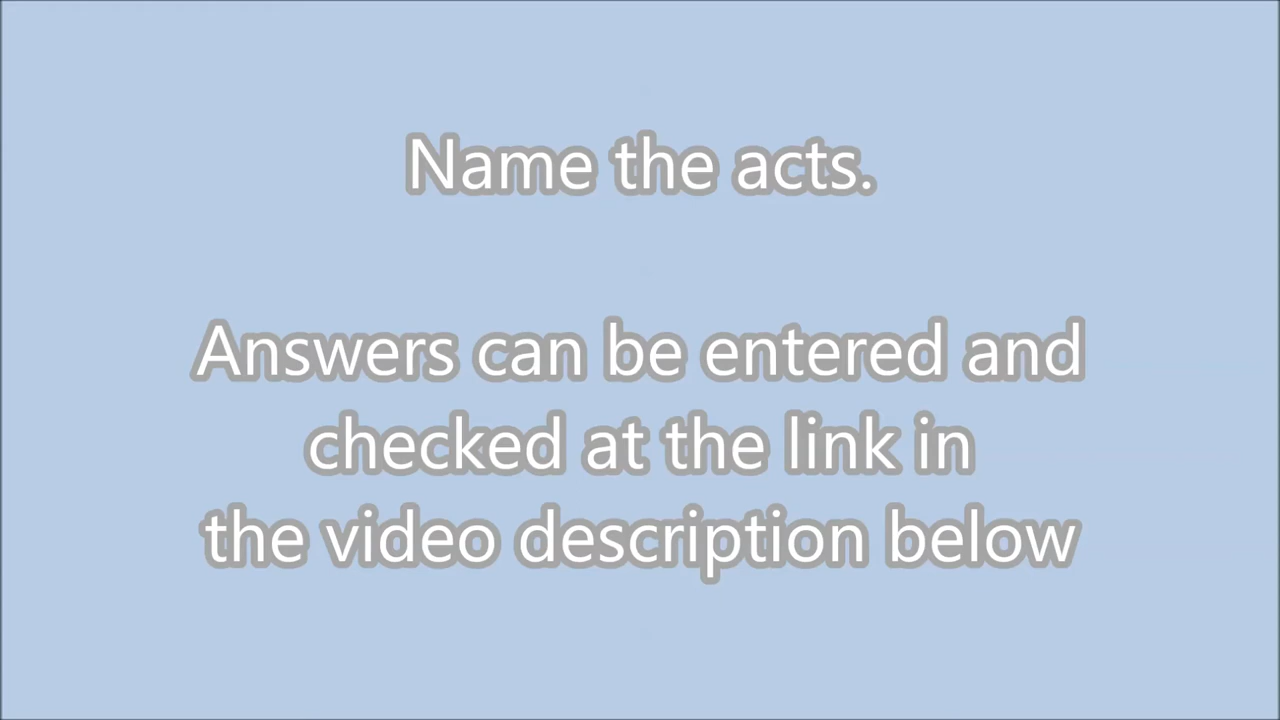 Name the acts.
Answers can be entered and
checked at the link in
the video description below